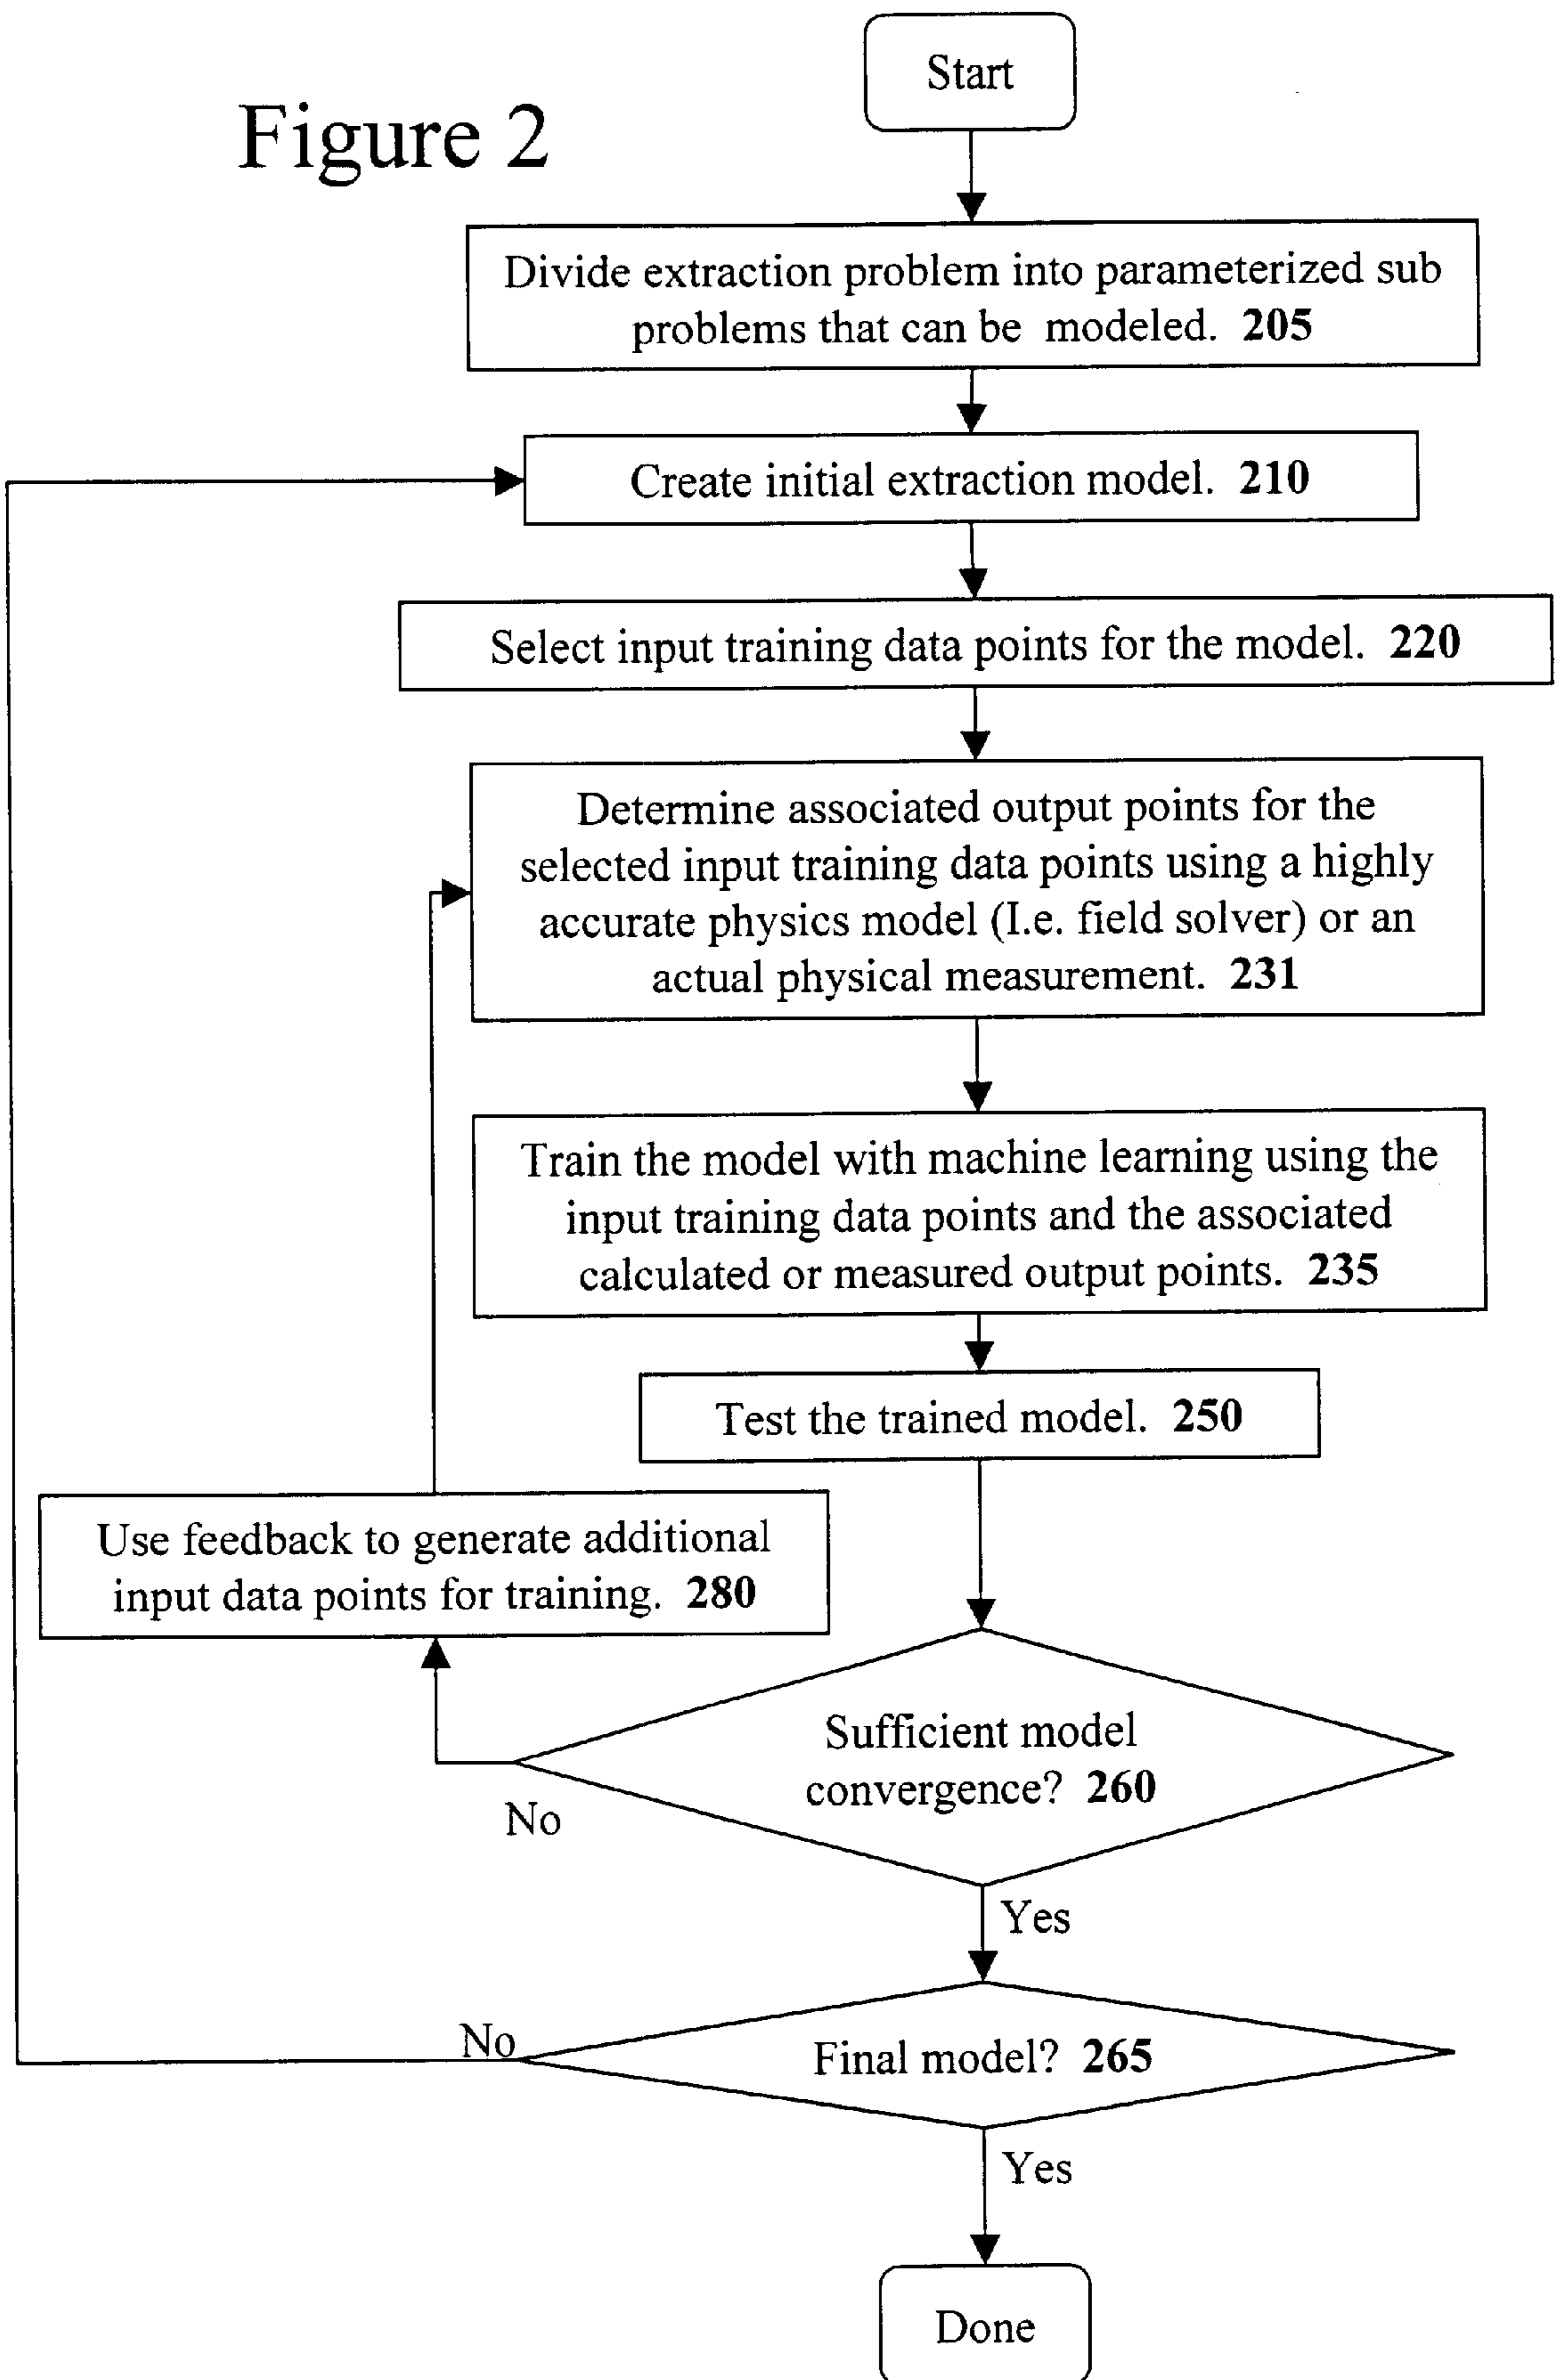 Start
Figure 2
Divide extraction problem into parameterized sub
problems that can be modeled. 205
Create initial extraction model. 210
Select input training data points for the model. 220
Determine associated output points for the
selected input training data points using a highly
accurate physics model (I.e. field solver) or an
actual physical measurement. 231
Train the model with machine learning using the
input training data points and the associated
calculated or measured output points. 235
Test the trained model. 250
Use feedback to generate additional
input data points for training. 280
Sufficient model
convergence? 260
No
Yes
No
Final model? 265
Yes
Done